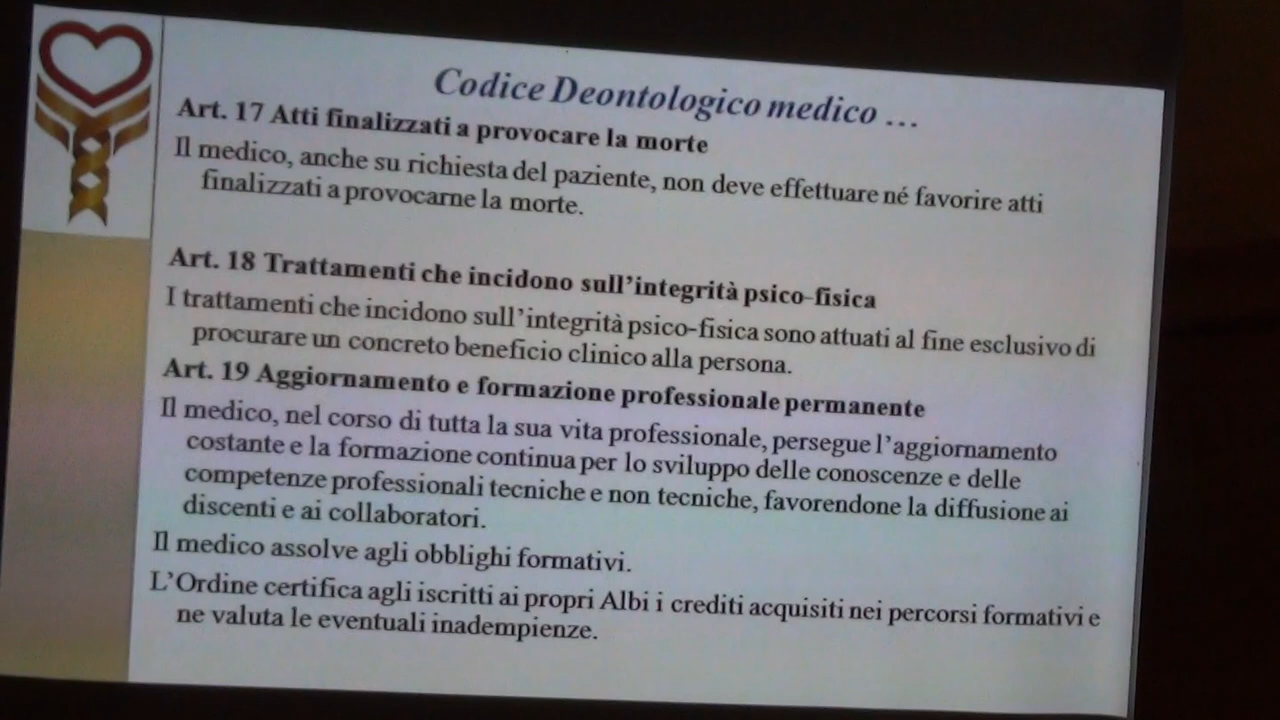 Codice Deontologico medico ...
Art. 17 Atti finalizzati a provocare la morte
Il medico, anche su richiesta del paziente, non deve effettuare né favorire atti
finalizzati a provocarne la morte.
Art. 18 Trattamenti che incidono sull'integrità psico-fisica
I trattamenti che incidono sull'integrità psico-fisica sono attuati al fine esclusivo di
procurare un concreto beneficio clinico alla persona.
Art. 19 Aggiornamento e formazione professionale permanente
Il medico, nel corso di tutta la sua vita professionale, persegue l'aggiornamento
costante e la formazione continua per lo sviluppo delle conoscenze e delle
competenze professionali tecniche e non tecniche, favorendone la diffusione ai
discenti e ai collaboratori.
Il medico assolve agli obblighi formativi.
L'Ordine certifica agli iscritti ai propri Albi i crediti acquisiti nei percorsi formativi e
ne valuta le eventuali inadempienze.